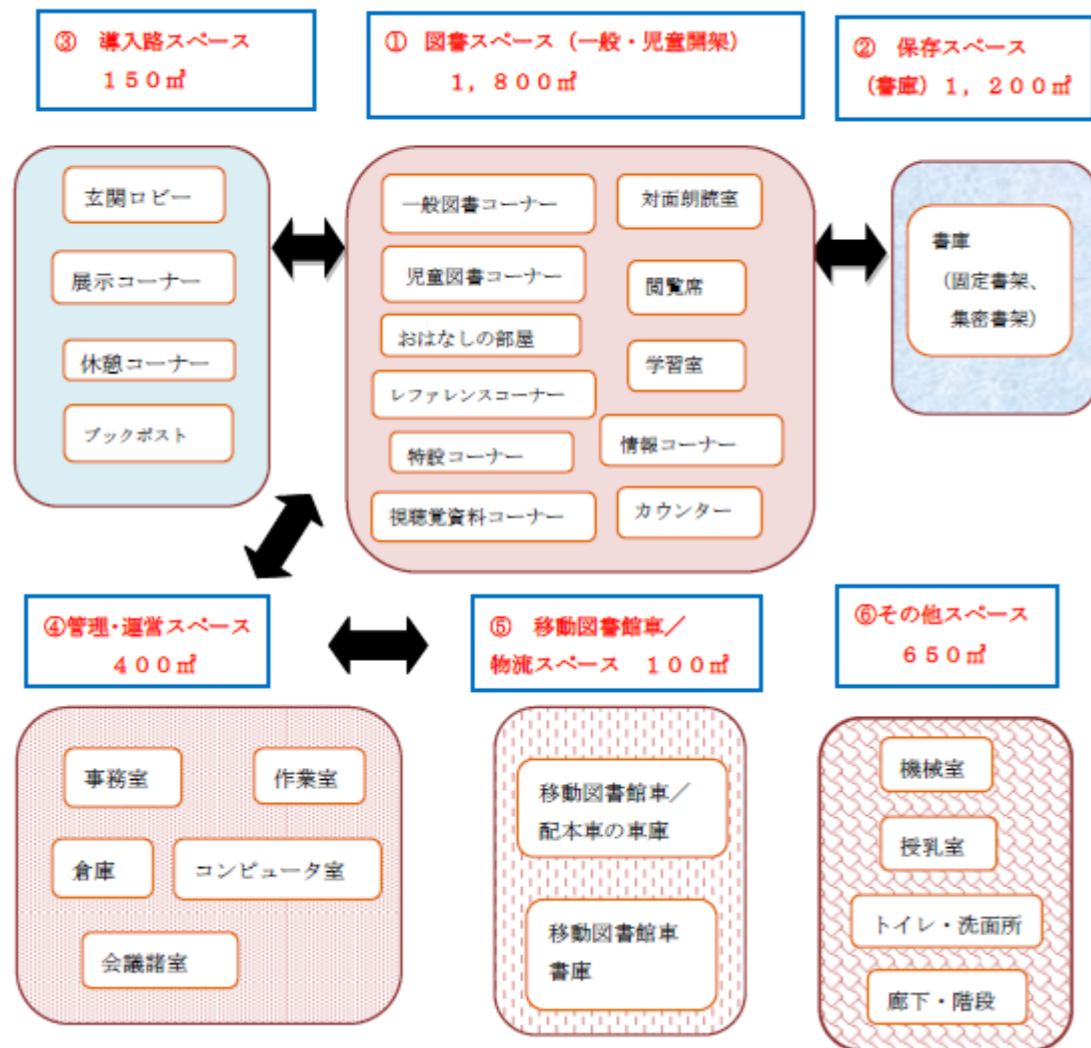 ③ 導入路スペース
150㎡
① 図書スペース（一般・児童開架）
1，800㎡
② 保存スペース
（書庫）1，200㎡
玄関ロビー
展示コーナー
休憩コーナー
ブックポスト
一般図書コーナー
児童図書コーナー
おはなしの部屋
レファレンスコーナー
特設コーナー
視聴覚資料コーナー
対面朗読室
閲覧席
学習室
情報コーナー
カウンター
書庫
（固定書架、
集密書架）
④管理・運営スペース
400㎡
⑤ 移動図書館車／
物流スペース 100㎡
⑥その他スペース
650㎡
事務室
作業室
倉庫
コンピュータ室
会議諸室
移動図書館車／
配本車の車庫
移動図書館車
書庫
機械室
授乳室
トイレ・洗面所
廊下・階段